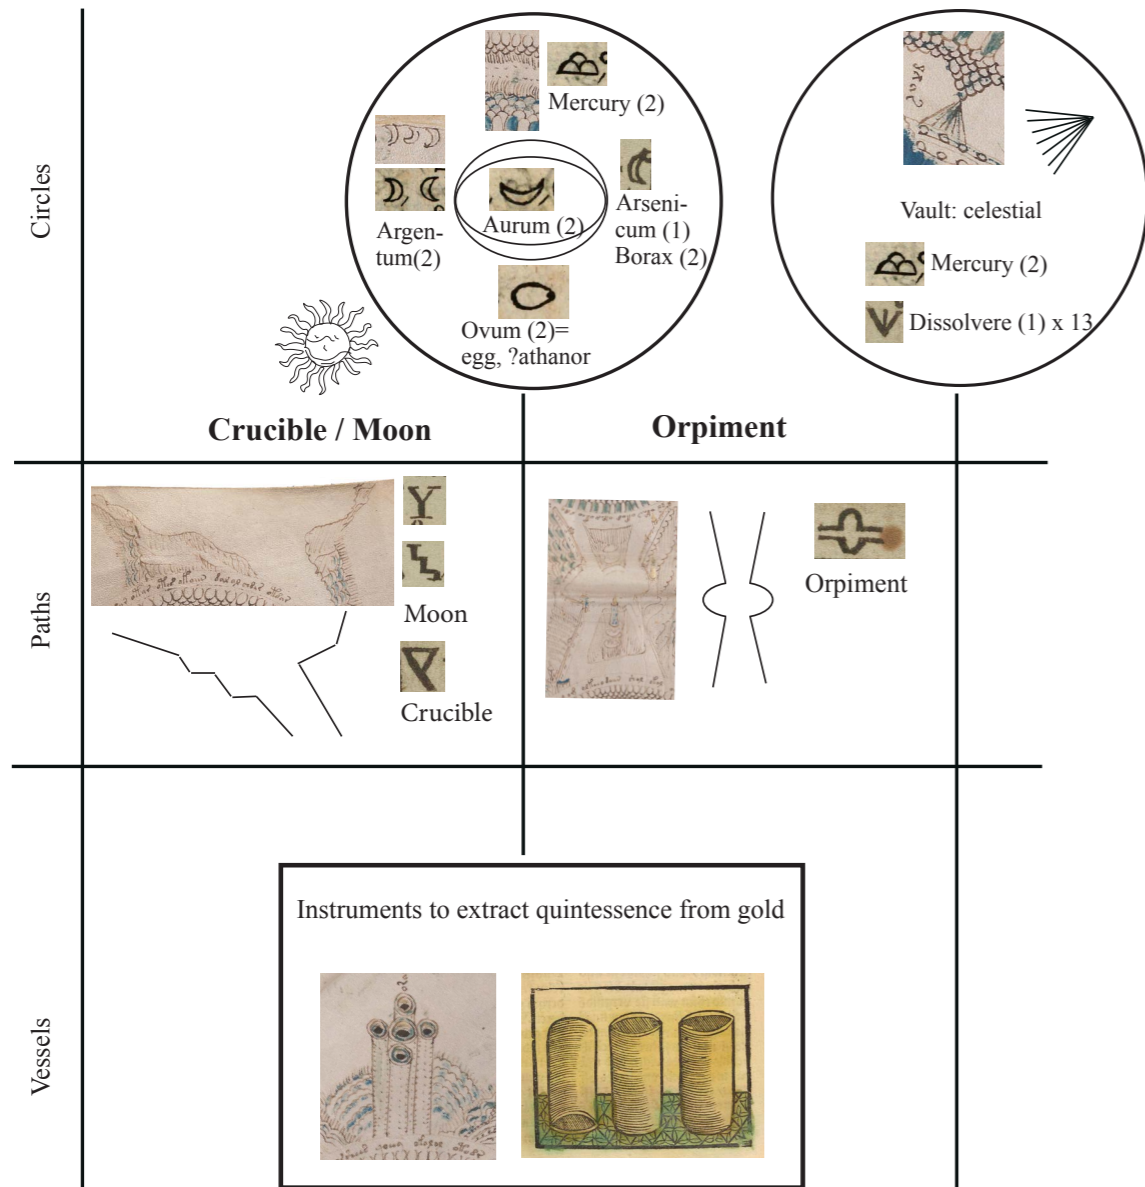 Circles
Mercury (2)
Argen-
tum(2)
Aurum (2)
Arseni-
cum (1)
Borax (2)
Ovum (2)=
egg, ?athanor
Vault: celestial
Mercury (2)
Dissolvere (1) x 13
Crucible / Moon
Orpiment
Paths
Moon
Crucible
Orpiment
Vessels
Instruments to extract quintessence from gold